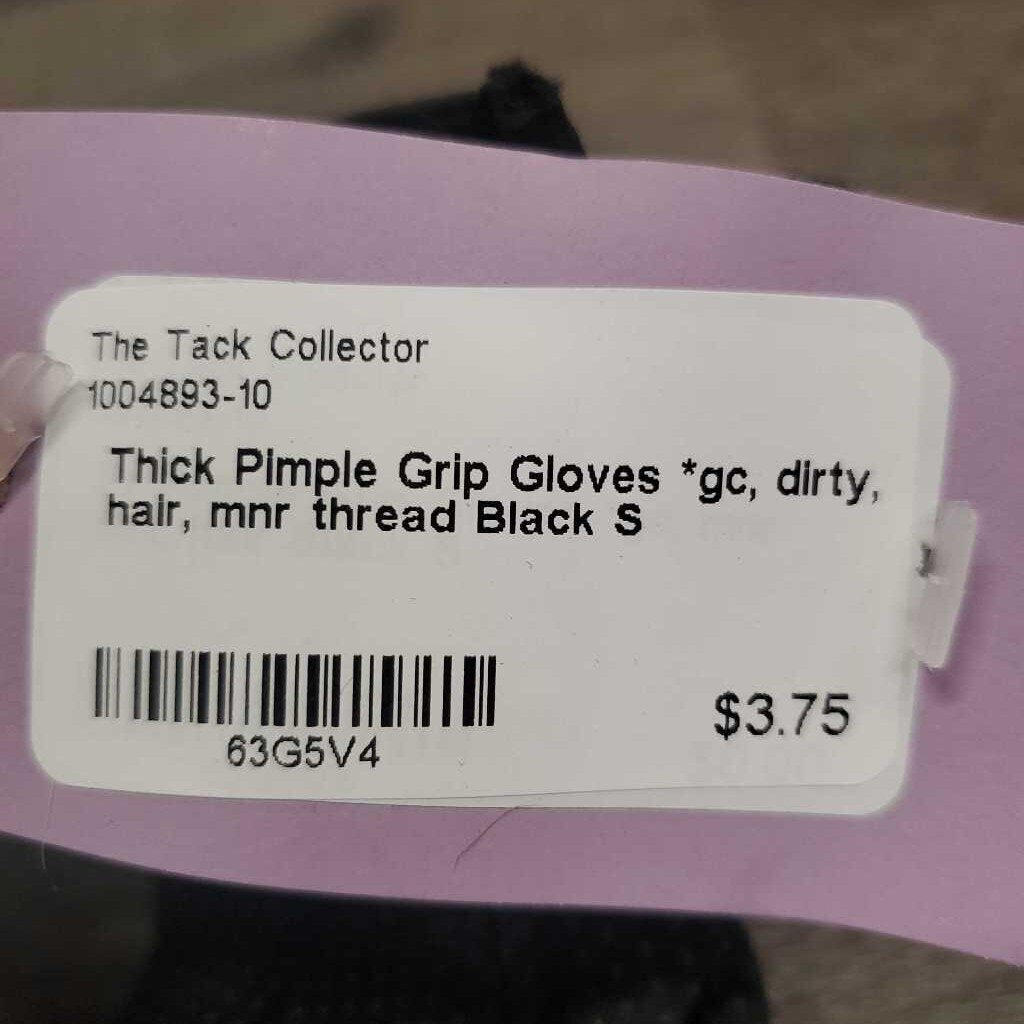 The Tack Collector
1004893-10
Thick Pimple Grip Gloves *gc, dirty,
hair, mnr thread Black S
63G5V4
$3.75